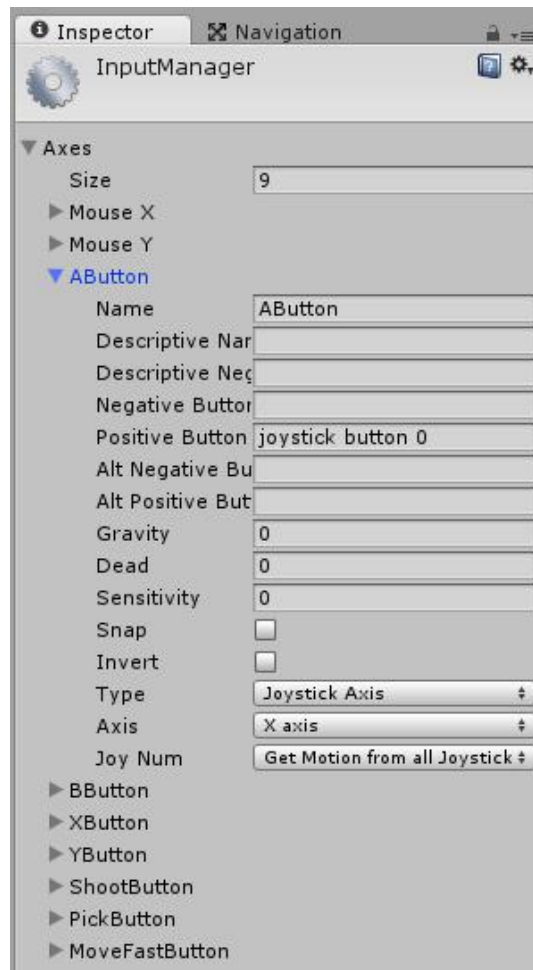 Inspector Navigation
InputManager
Axes
Size 9
Mouse X
Mouse Y
AButton
Name AButton
Descriptive Nar
Descriptive Neg
Negative Button
Positive Button joystick button 0
Alt Negative Bu
Alt Positive But
Gravity 0
Dead 0
Sensitivity 0
Snap
Invert
Type Joystick Axis
Axis X axis
Joy Num Get Motion from all Joystick
BButton
XButton
YButton
ShootButton
PickButton
MoveFastButton